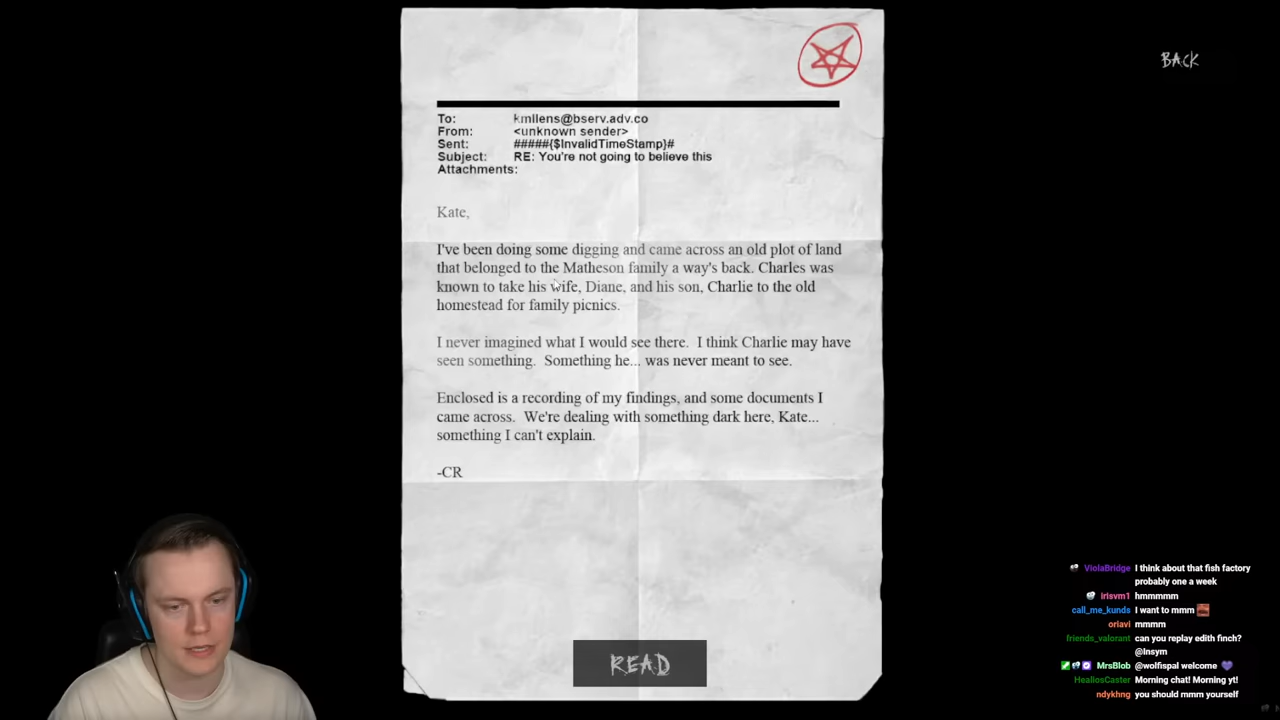 BACK
To: kmilens@bserv.adv.co
From: <unknown sender>
Sent: #####{$InvalidTimeStamp}#
Subject: RE: You're not going to believe this
Attachments:
Kate,
I've been doing some digging and came across an old plot of land
that belonged to the Matheson family a way's back. Charles was
known to take his wife, Diane, and his son, Charlie to the old
homestead for family picnics.
I never imagined what I would see there. I think Charlie may have
seen something. Something he... was never meant to see.
Enclosed is a recording of my findings, and some documents I
came across. We're dealing with something dark here, Kate...
something I can't explain.
-CR
READ
ViolaBridge I think about that fish factory
probably one a week
irisvm1 hmmmmm
call_me_kunds I want to mmm
oriavi mmmm
friends_valorant can you replay edith finch?
@Insym
MrsBlob @wolfispal welcome
HealiosCaster Morning chat! Morning yt!
ndykhng you should mmm yourself